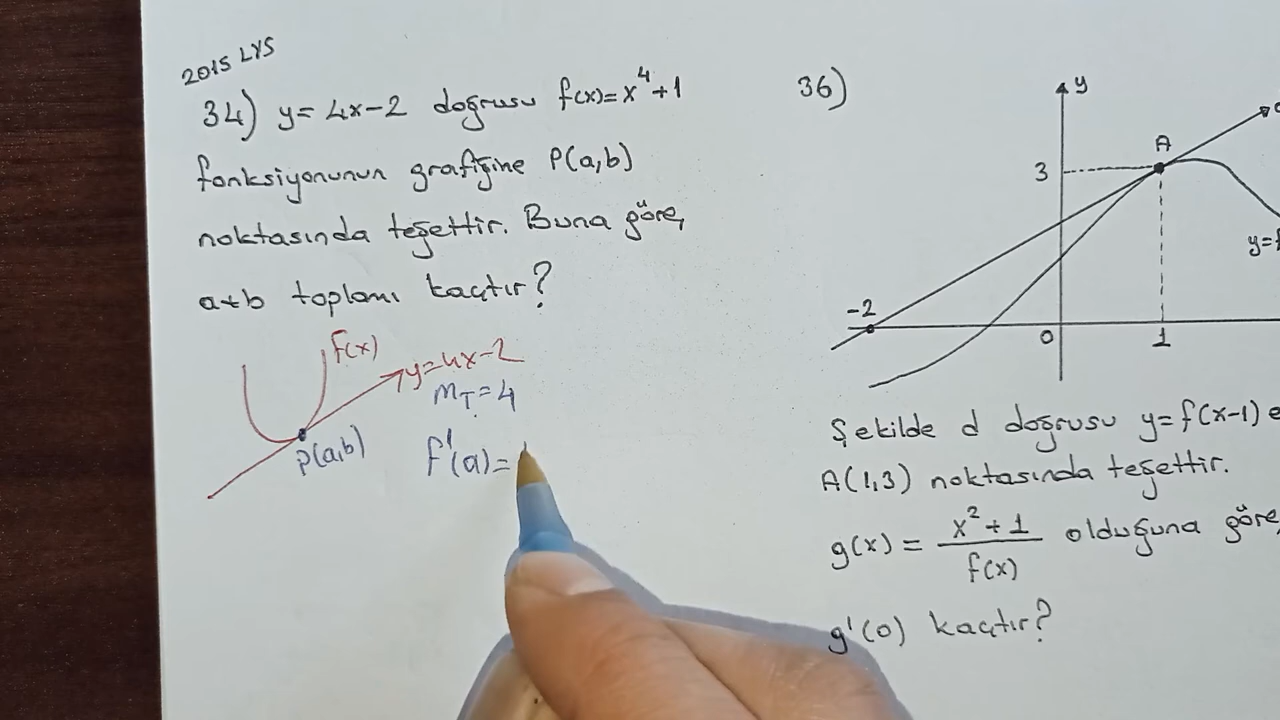 2015 LYS
34) y=4x-2 doğrusu f(x)=x⁴+1
fonksiyonunun grafiğine P(a,b)
noktasında teğettir. Buna göre,
a+b toplamı kaçtır?
f(x)
y=4x-2
m_T=4
P(a,b)
f'(a)=
36)
y
A
3
-2
0
1
Şekilde d doğrusu y=f(x-1)
A(1,3) noktasında teğettir.
g(x) = (x²+1)/f(x) olduğuna göre,
g'(0) kaçtır?